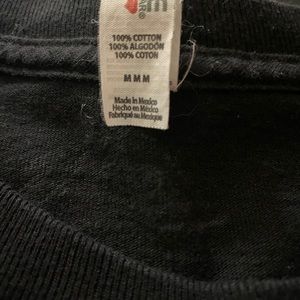 100% COTTON
100% ALGODÓN
100% COTON
M M M
Made in Mexico
Hecho en México
Fabriqué au Mexique